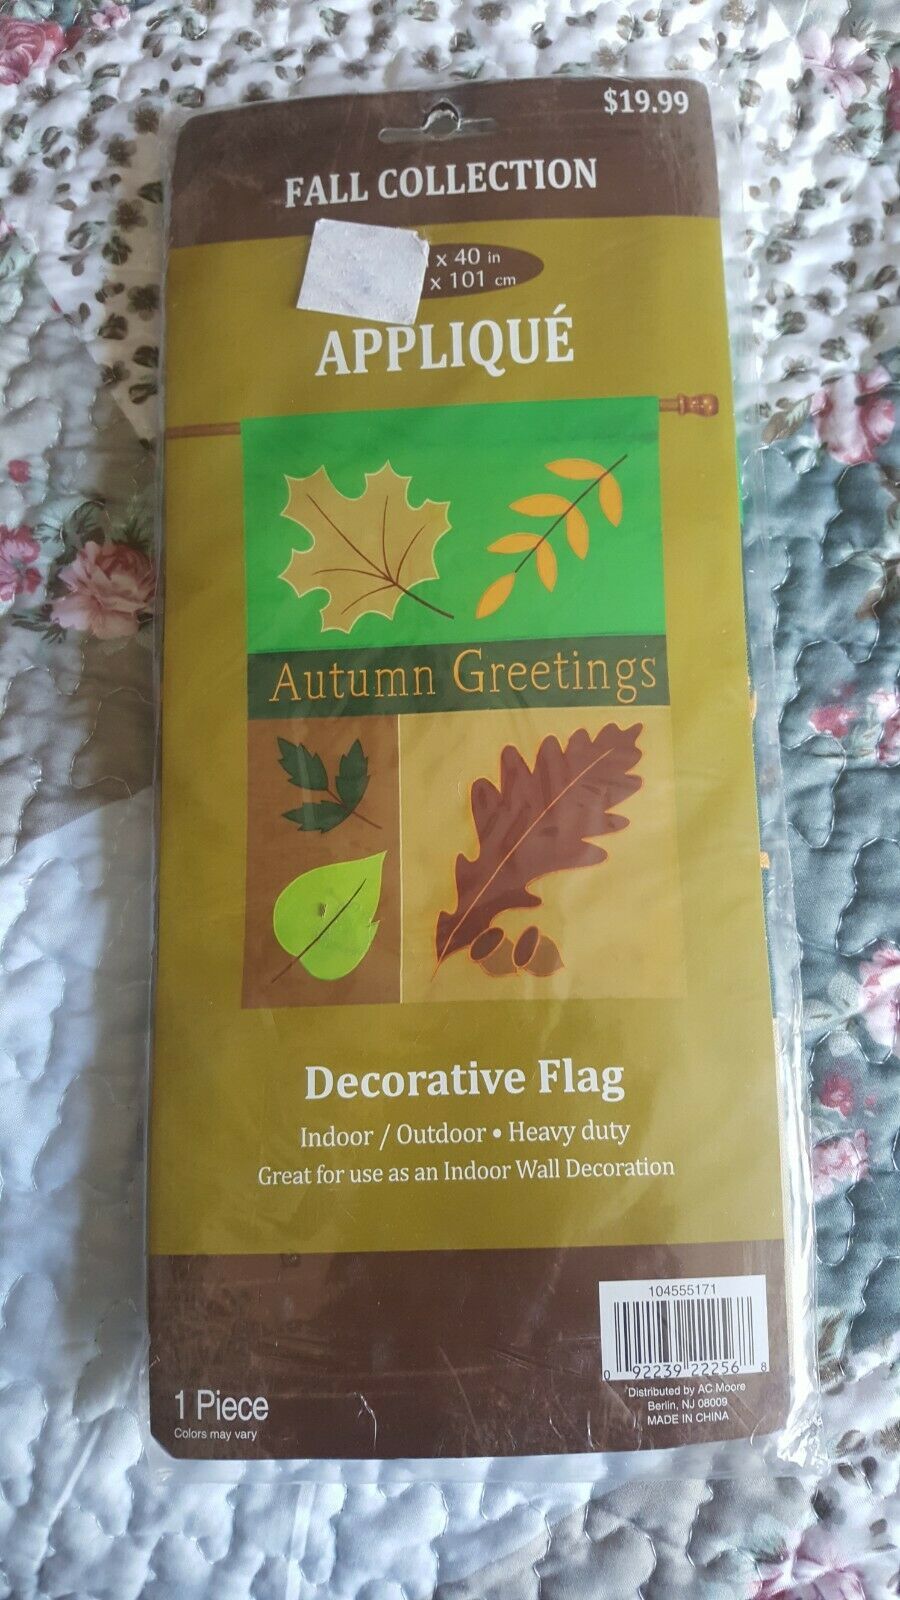 $19.99
FALL COLLECTION
x 40 in
x 101 cm
APPLIQUÉ
Autumn Greetings
Decorative Flag
Indoor / Outdoor • Heavy duty
Great for use as an Indoor Wall Decoration
104555171
0 92239 22256 8
Distributed by AC Moore
Berlin, NJ 08009
MADE IN CHINA
1 Piece
Colors may vary